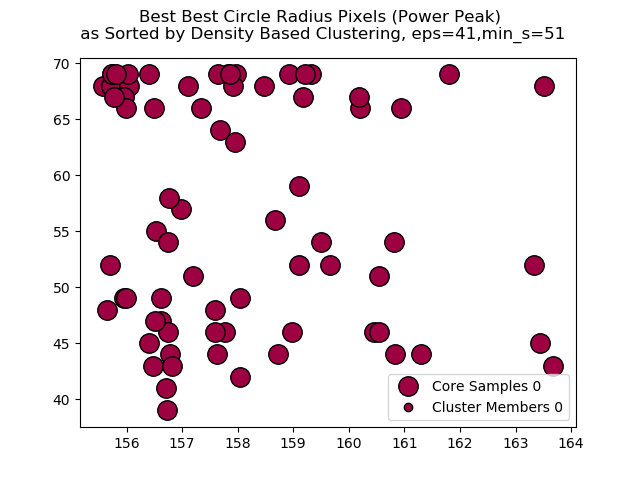 Best Best Circle Radius Pixels (Power Peak)
as Sorted by Density Based Clustering, eps=41,min_s=51
70
65
60
55
50
45
40
156 157 158 159 160 161 162 163 164
Core Samples 0
Cluster Members 0